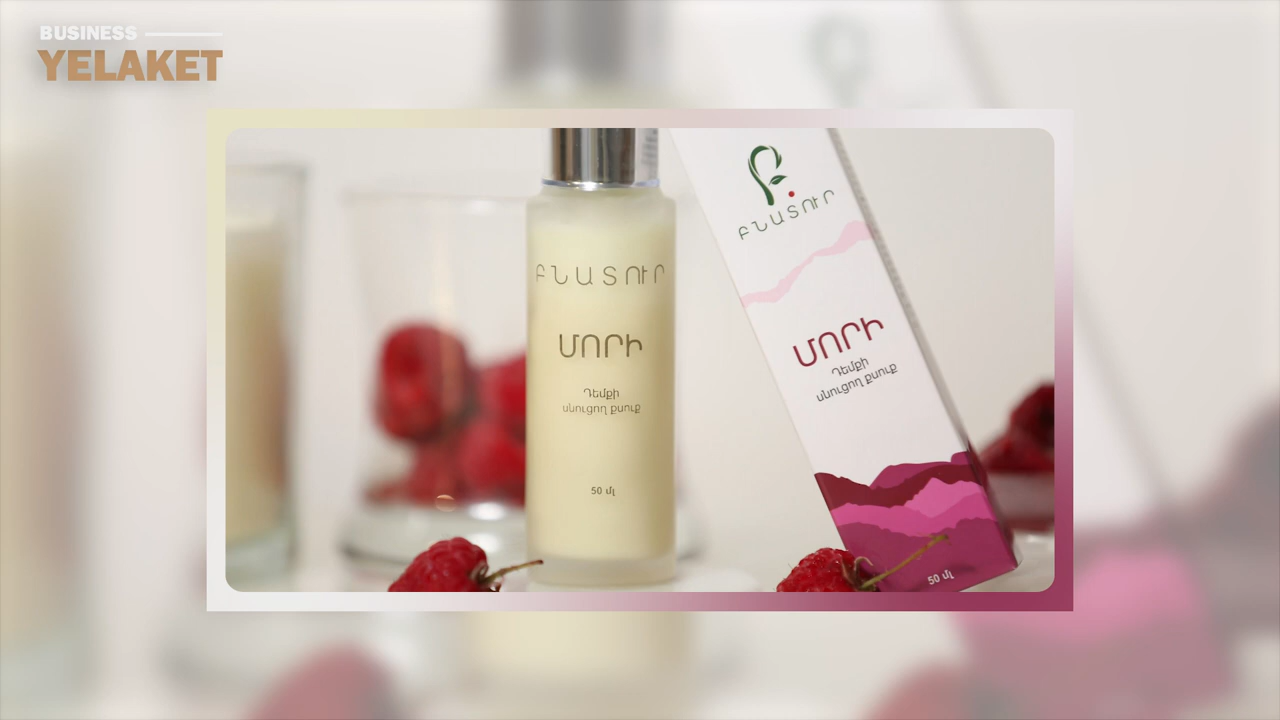 BUSINESS
YELAKET
ԲՆԱՏՈՒՐ
ՄՈՐԻ
Դեմքի
սնուցող քսուք
50 մլ
ԲՆԱՏՈՒՐ
ՄՈՐԻ
Դեմքի
սնուցող քսուք
50 մլ